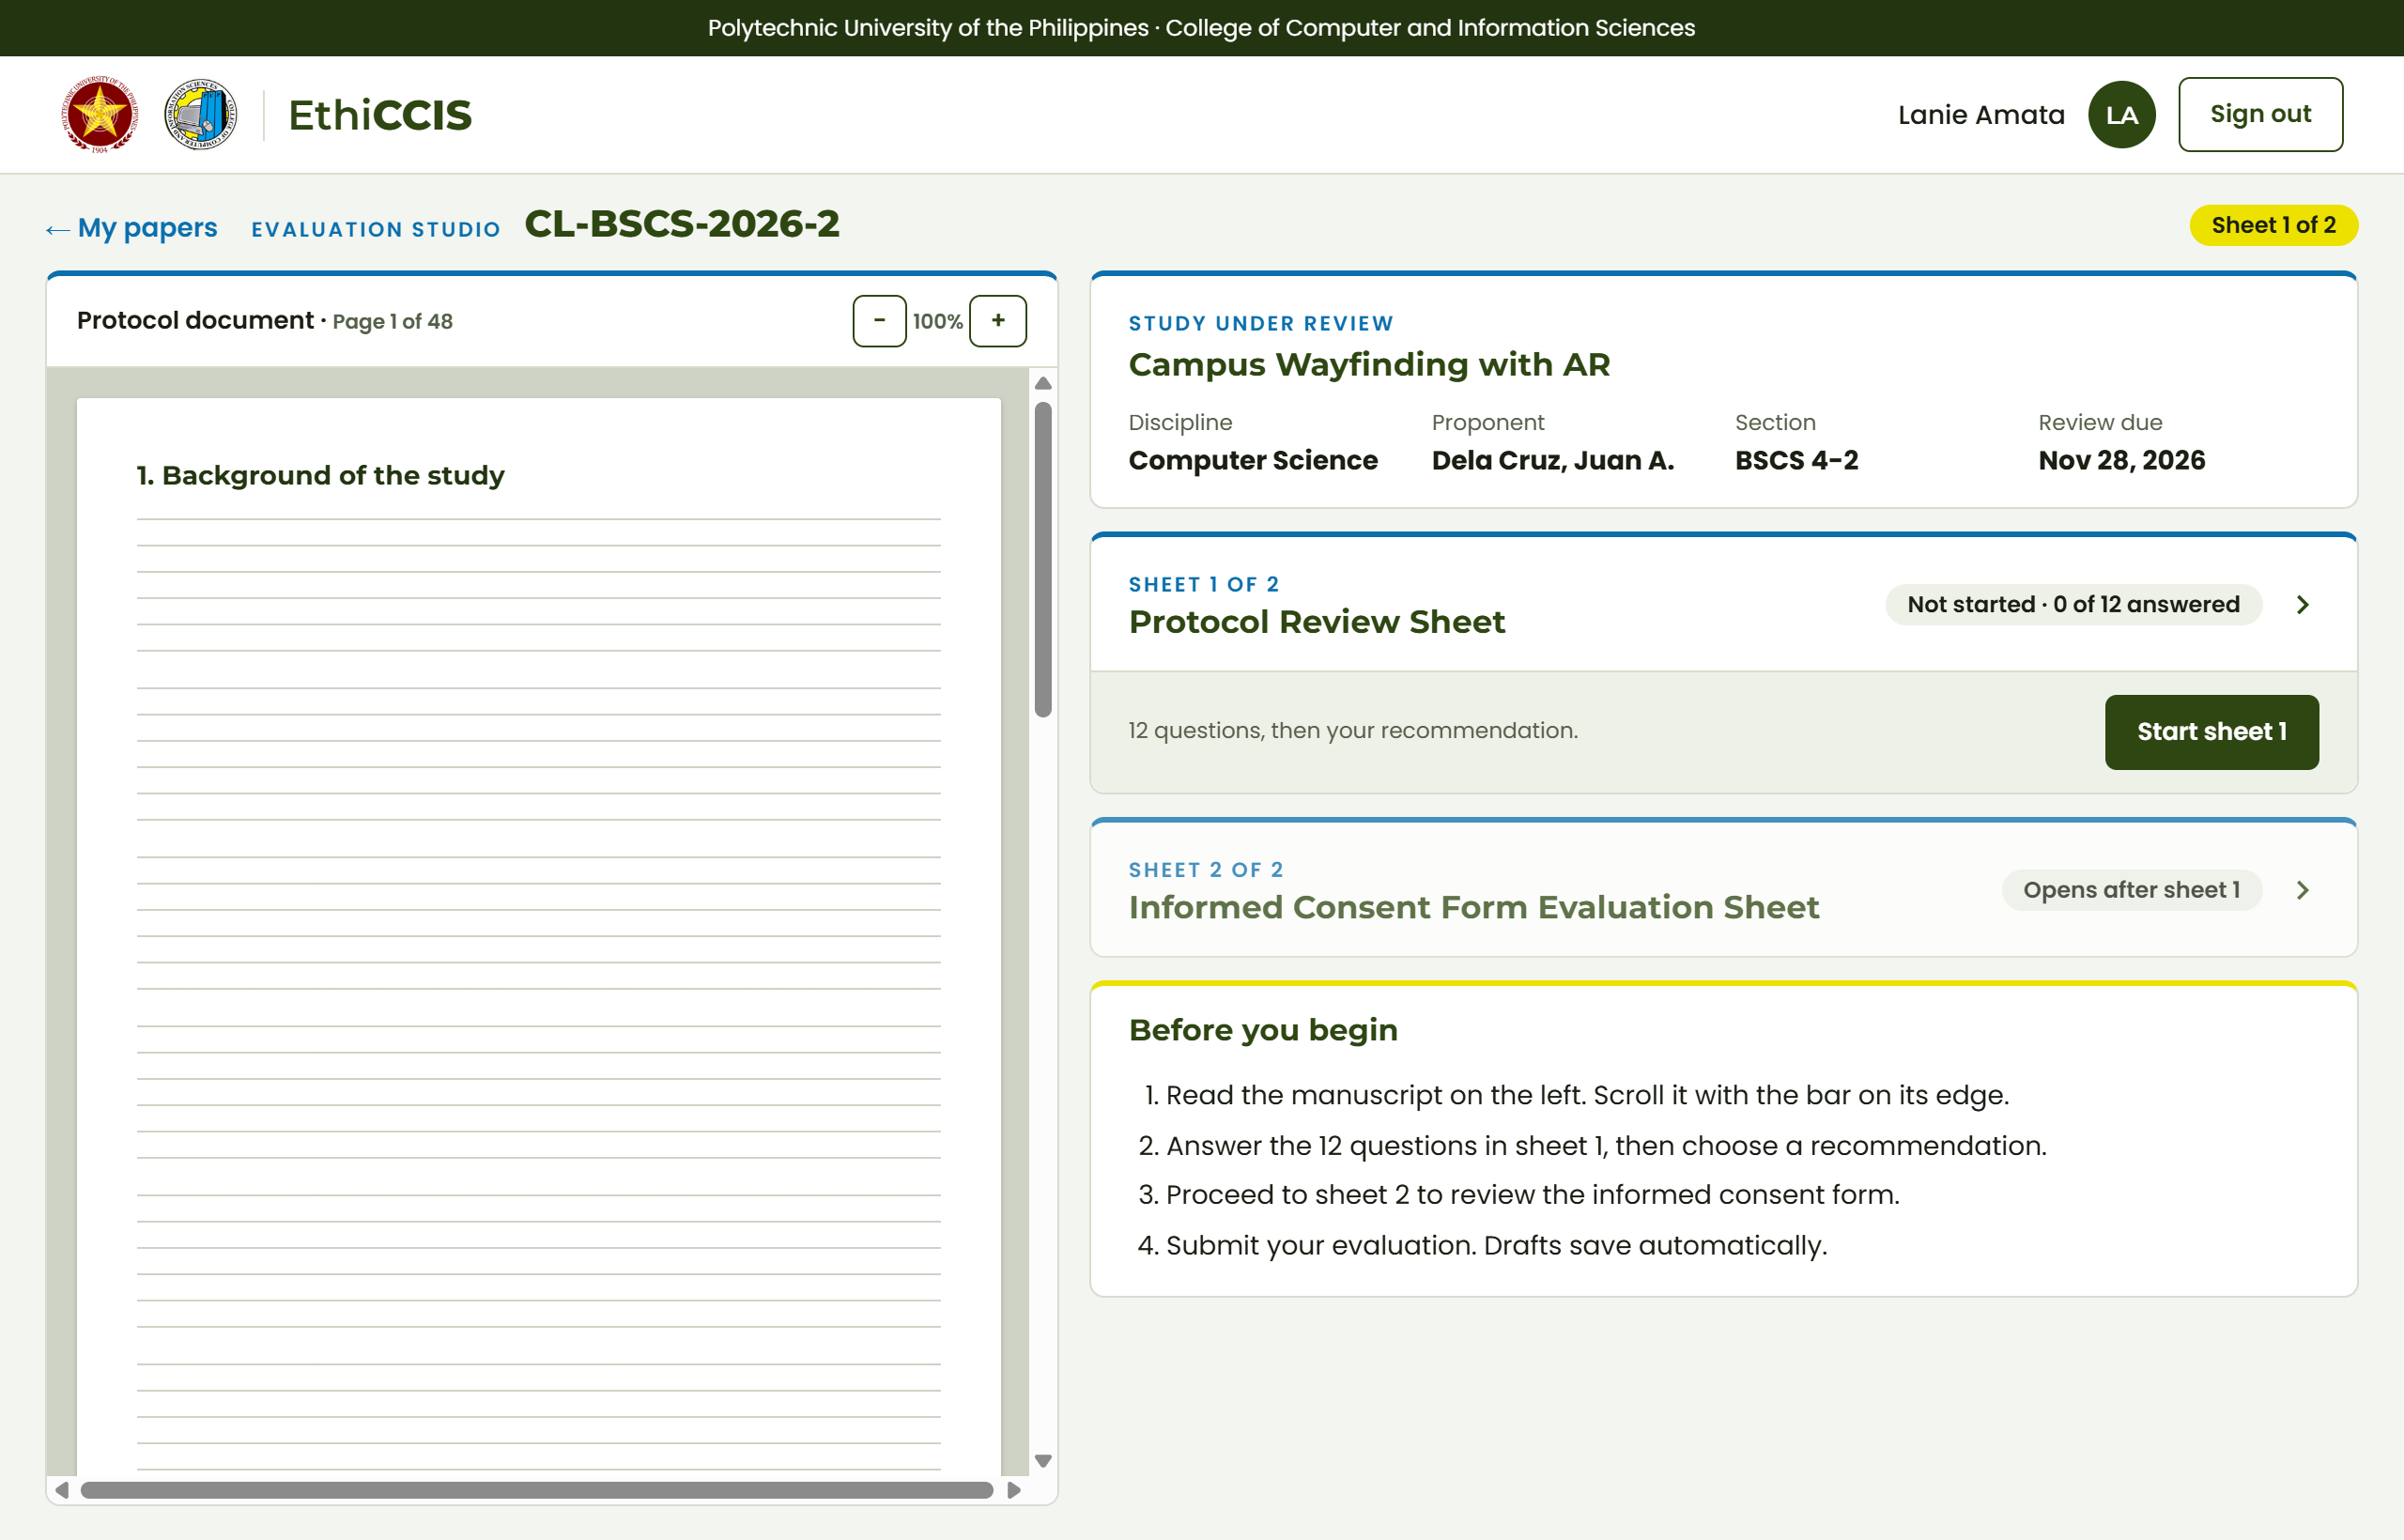 Polytechnic University of the Philippines · College of Computer and Information Sciences
POLYTECHNIC UNIVERSITY OF THE PHILIPPINES
1904
EthiCCIS
Lanie Amata
LA
Sign out
← My papers
EVALUATION STUDIO
CL-BSCS-2026-2
Sheet 1 of 2
Protocol document · Page 1 of 48
- 100% +
1. Background of the study
STUDY UNDER REVIEW
Campus Wayfinding with AR
Discipline
Computer Science
Proponent
Dela Cruz, Juan A.
Section
BSCS 4-2
Review due
Nov 28, 2026
SHEET 1 OF 2
Protocol Review Sheet
Not started · 0 of 12 answered
12 questions, then your recommendation.
Start sheet 1
SHEET 2 OF 2
Informed Consent Form Evaluation Sheet
Opens after sheet 1
Before you begin
1. Read the manuscript on the left. Scroll it with the bar on its edge.
2. Answer the 12 questions in sheet 1, then choose a recommendation.
3. Proceed to sheet 2 to review the informed consent form.
4. Submit your evaluation. Drafts save automatically.